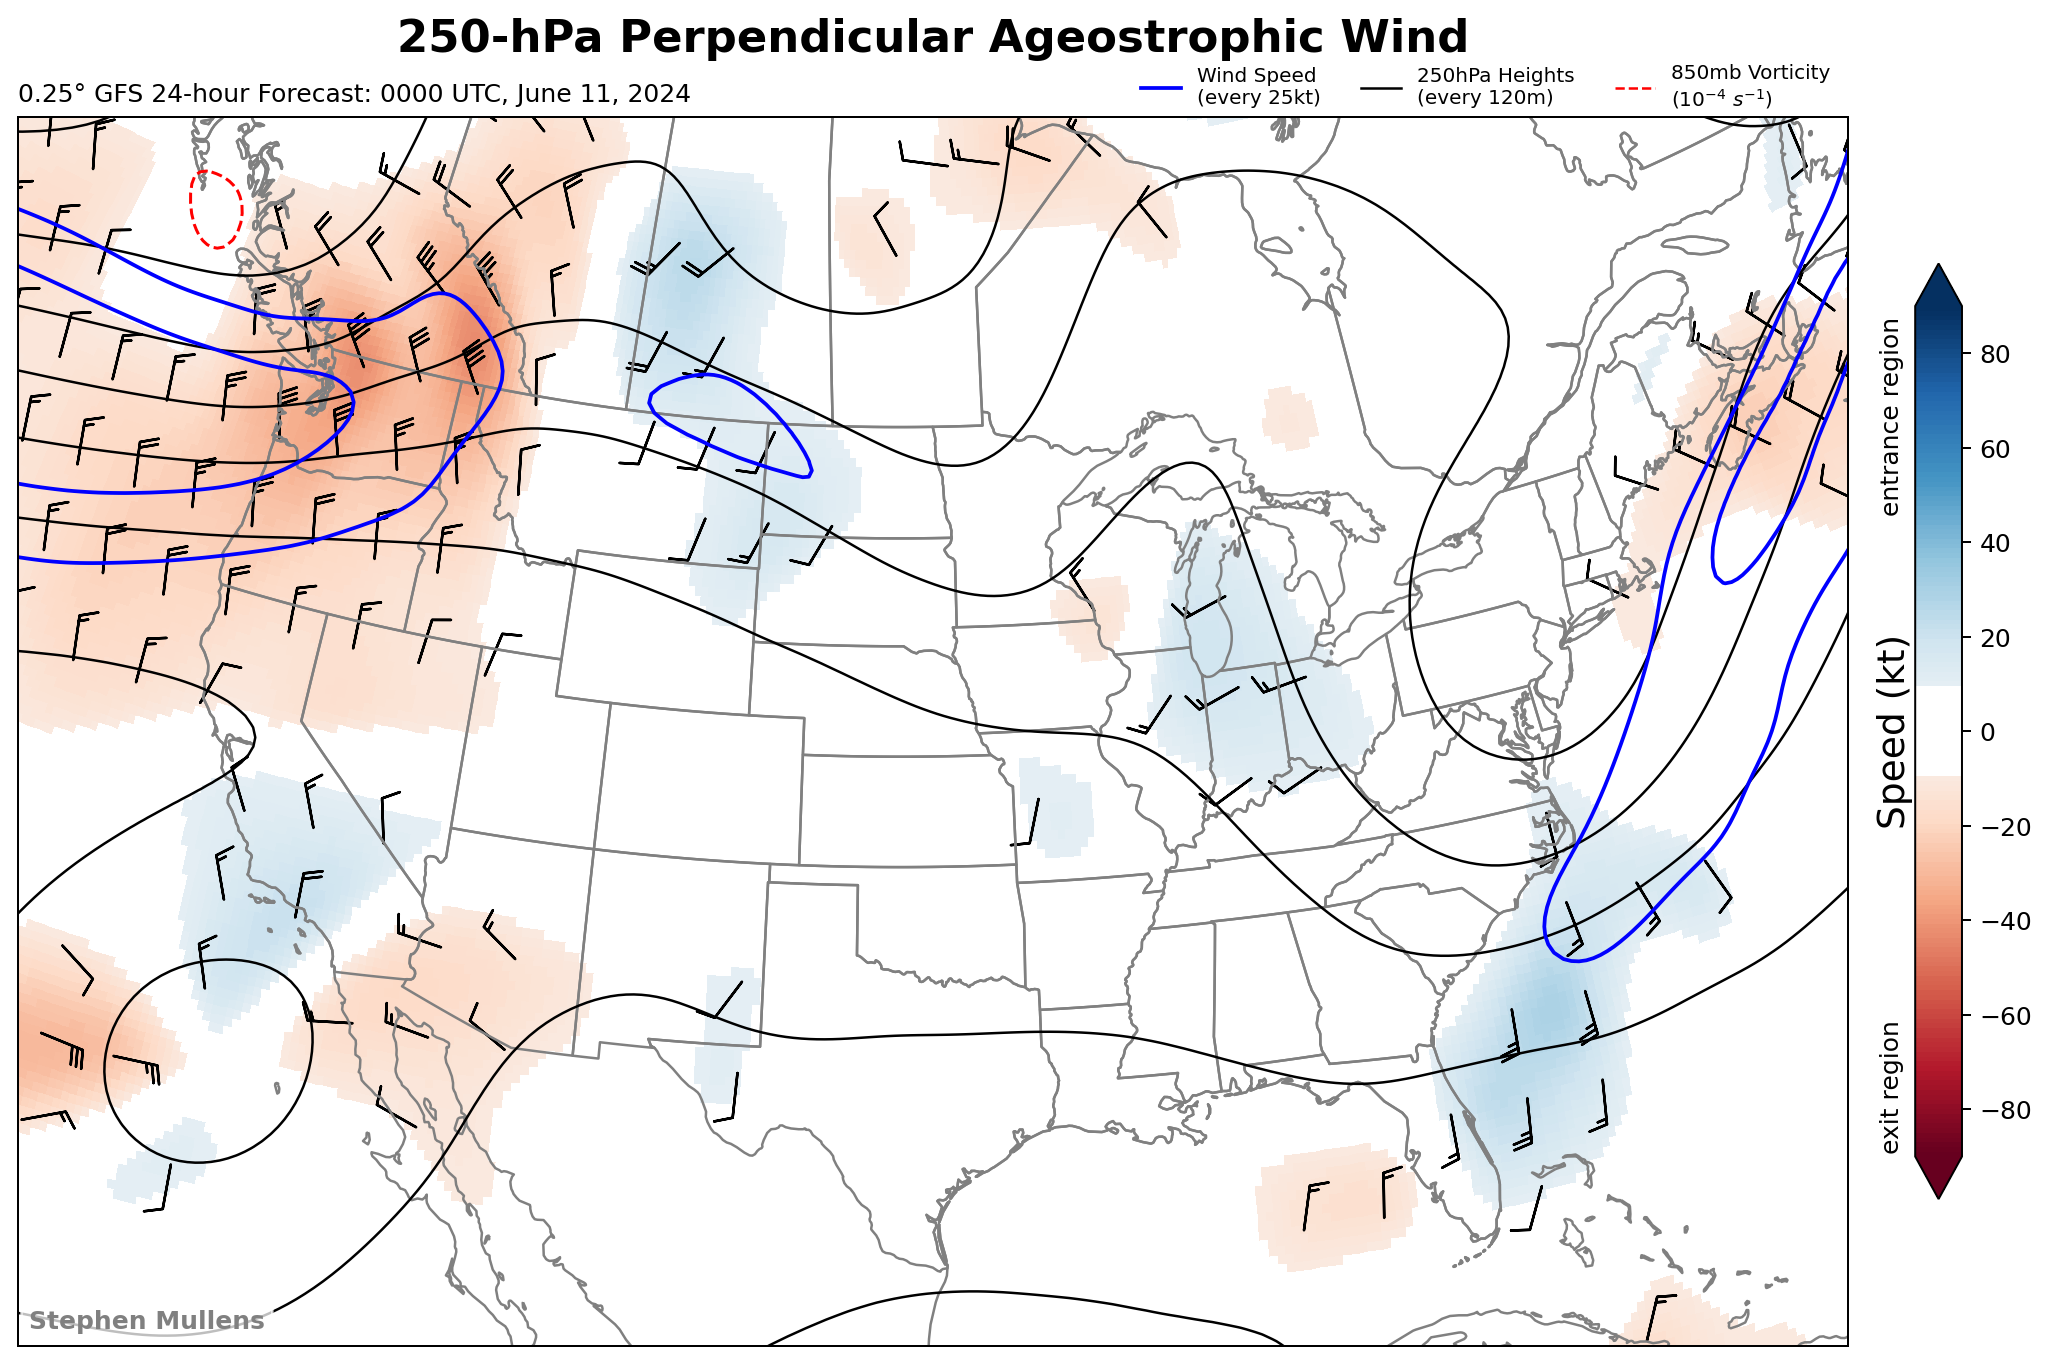 250-hPa Perpendicular Ageostrophic Wind
0.25° GFS 24-hour Forecast: 0000 UTC, June 11, 2024
Wind Speed
(every 25kt)
250hPa Heights
(every 120m)
850mb Vorticity
(10⁻⁴ s⁻¹)
entrance region
Speed (kt)
exit region
80
60
40
20
0
−20
−40
−60
−80
Stephen Mullens